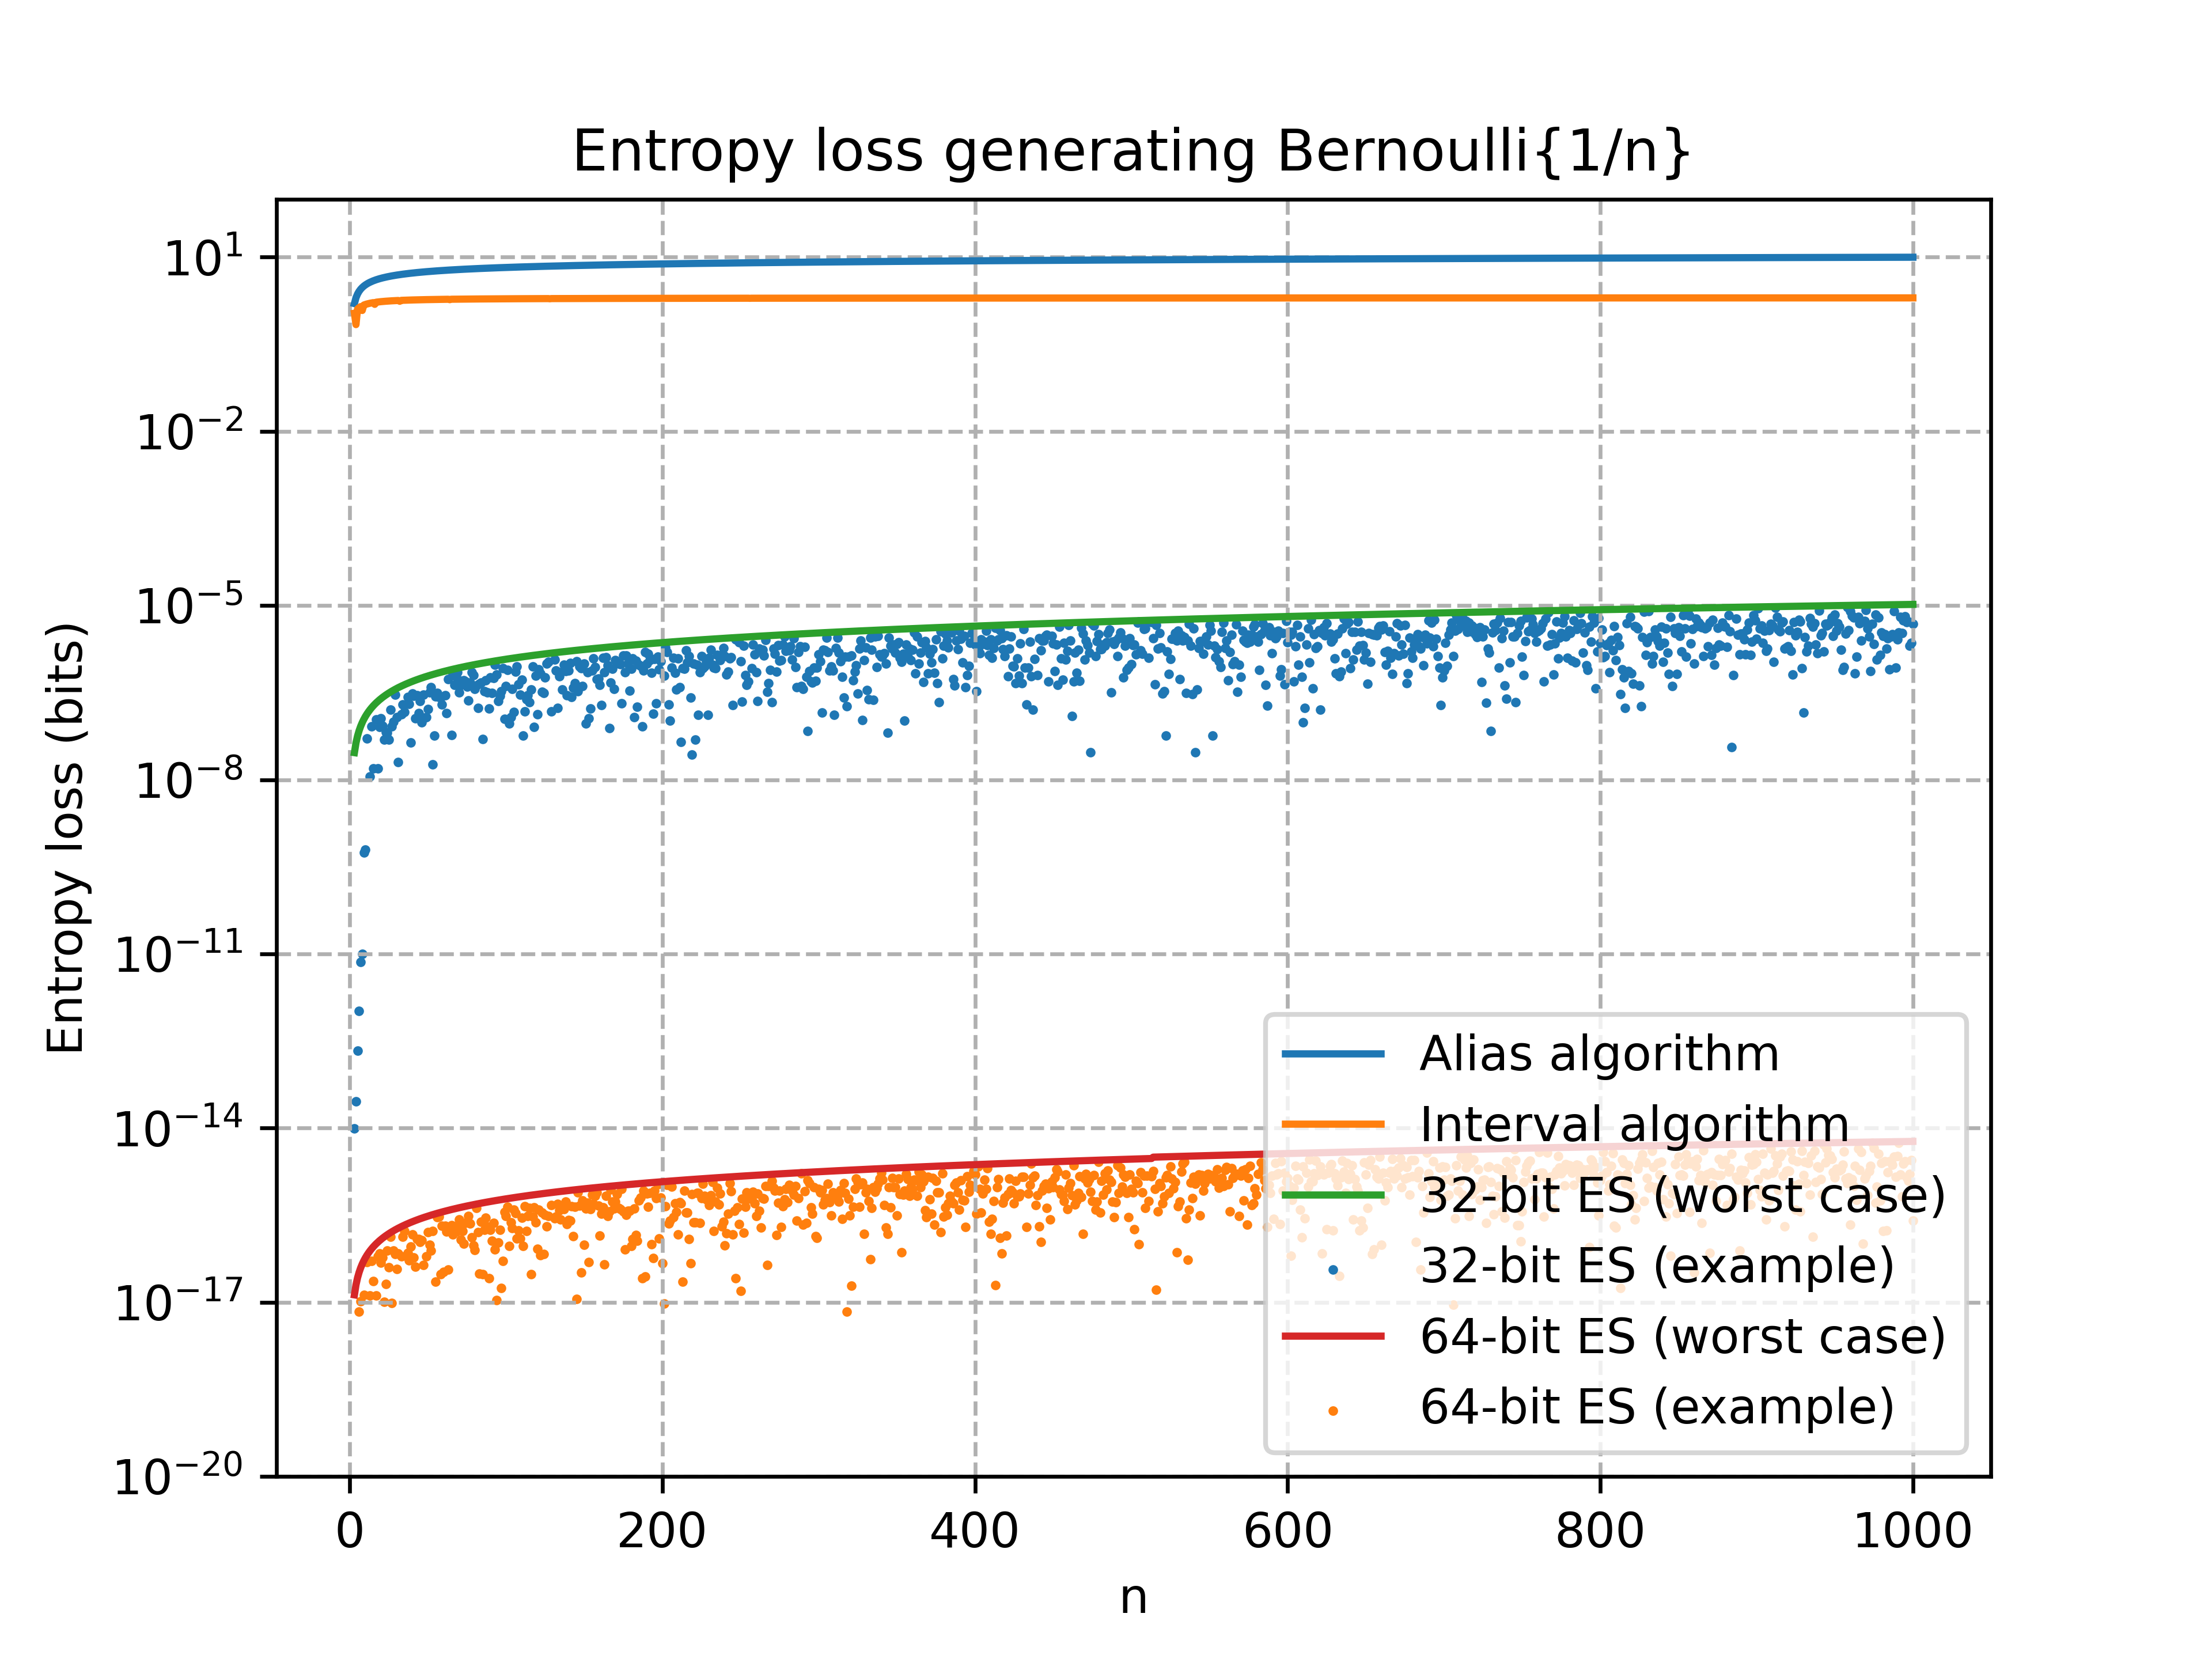 Entropy loss generating Bernoulli{1/n}
Entropy loss (bits)
10^1
10^−2
10^−5
10^−8
10^−11
10^−14
10^−17
10^−20
Alias algorithm
Interval algorithm
32-bit ES (worst case)
32-bit ES (example)
64-bit ES (worst case)
64-bit ES (example)
0 200 400 600 800 1000
n